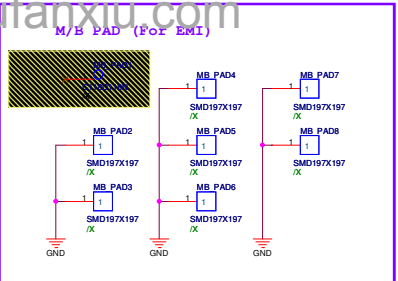 ufanxiu.com
M/B PAD (For EMI)
MB_PAD4
1
1
SMD197X197
/X
MB_PAD7
1
1
SMD197X197
/X
MB_PAD2
1
1
SMD197X197
/X
MB_PAD5
1
1
SMD197X197
/X
MB_PAD8
1
1
SMD197X197
/X
MB_PAD3
1
1
SMD197X197
/X
MB_PAD6
1
1
SMD197X197
/X
GND
GND
GND